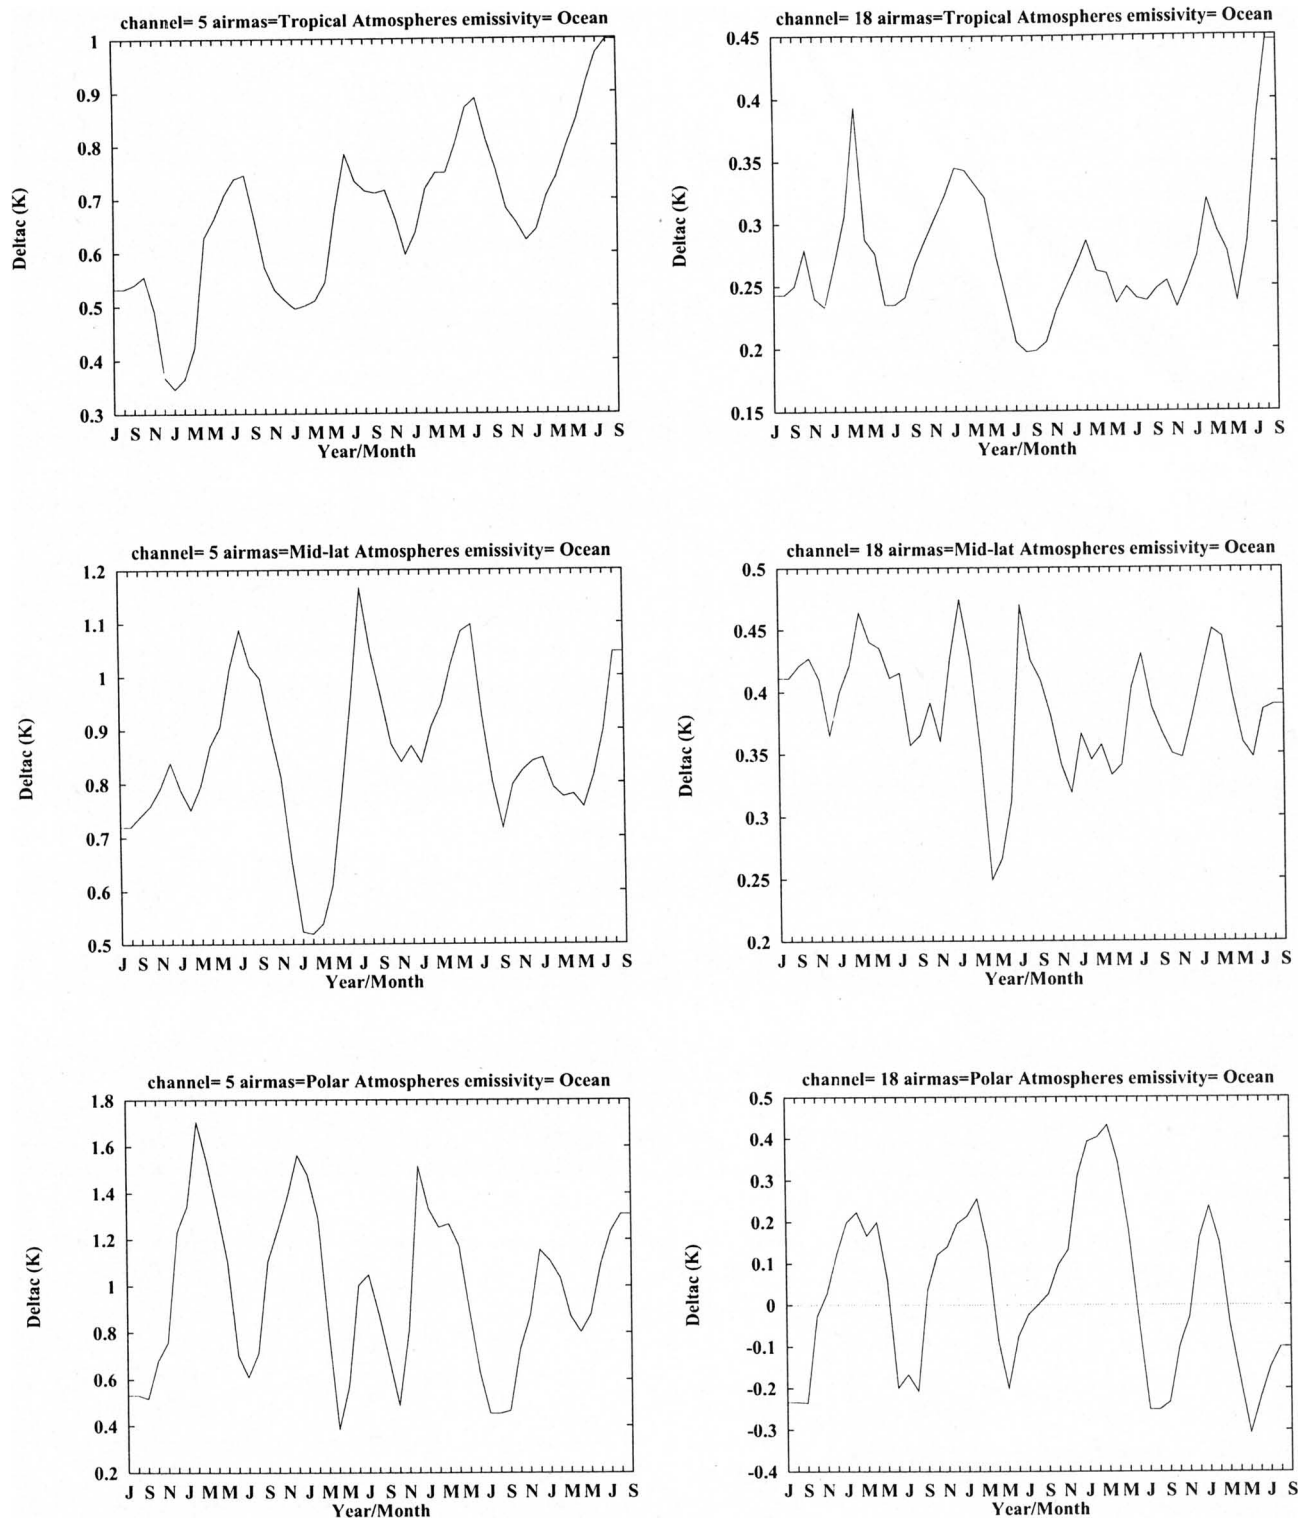 channel= 5 airmas=Tropical Atmospheres emissivity= Ocean
1
0.9
0.8
0.7
0.6
0.5
0.4
0.3
Deltac (K)
J S N J M M J S N J M M J S N J M M J S N J M M J S
Year/Month
channel= 18 airmas=Tropical Atmospheres emissivity= Ocean
0.45
0.4
0.35
0.3
0.25
0.2
0.15
Deltac (K)
J S N J M M J S N J M M J S N J M M J S N J M M J S
Year/Month
channel= 5 airmas=Mid-lat Atmospheres emissivity= Ocean
1.2
1.1
1
0.9
0.8
0.7
0.6
0.5
Deltac (K)
J S N J M M J S N J M M J S N J M M J S N J M M J S
Year/Month
channel= 18 airmas=Mid-lat Atmospheres emissivity= Ocean
0.5
0.45
0.4
0.35
0.3
0.25
0.2
Deltac (K)
J S N J M M J S N J M M J S N J M M J S N J M M J S
Year/Month
channel= 5 airmas=Polar Atmospheres emissivity= Ocean
1.8
1.6
1.4
1.2
1
0.8
0.6
0.4
0.2
Deltac (K)
J S N J M M J S N J M M J S N J M M J S N J M M J S
Year/Month
channel= 18 airmas=Polar Atmospheres emissivity= Ocean
0.5
0.4
0.3
0.2
0.1
0
-0.1
-0.2
-0.3
-0.4
Deltac (K)
J S N J M M J S N J M M J S N J M M J S N J M M J S
Year/Month